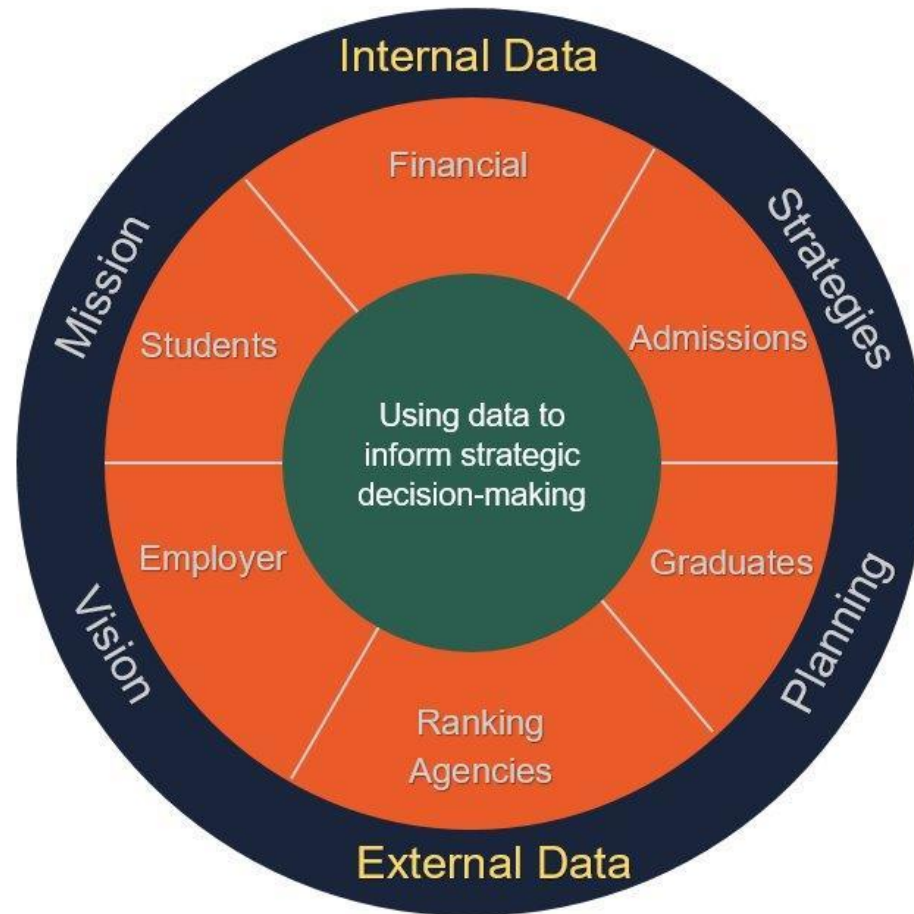 Internal Data
Financial
Mission
Strategies
Students
Admissions
Using data to
inform strategic
decision-making
Employer
Graduates
Vision
Planning
Ranking
Agencies
External Data